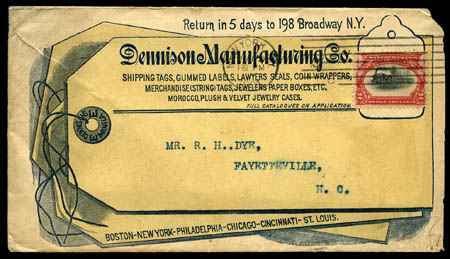 Return in 5 days to 198 Broadway N.Y.
Dennison Manufacturing Co.
SHIPPING TAGS, GUMMED LABELS, LAWYERS SEALS, COIN WRAPPERS,
MERCHANDISE (STRING) TAGS, JEWELERS PAPER BOXES, ETC.
MOROCCO, PLUSH & VELVET JEWELRY CASES.
FULL CATALOGUES ON APPLICATION.
MR. R. H..DYE,
FAYETTEVILLE,
N. C.
BOSTON-NEW YORK-PHILADELPHIA-CHICAGO-CINCINNATI-ST. LOUIS.